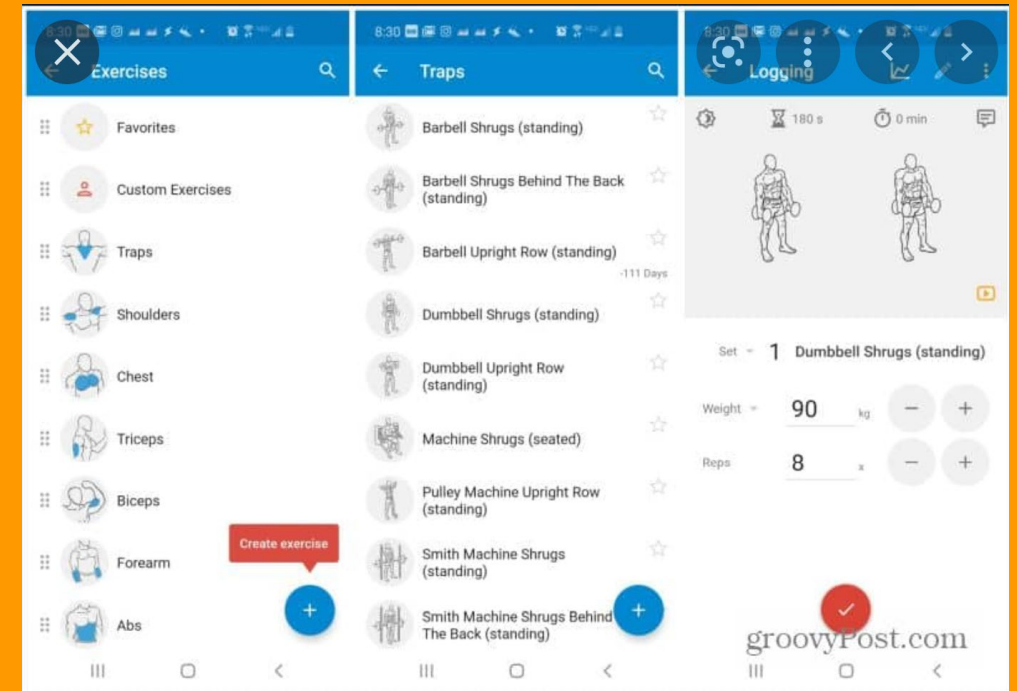 8:30
Exercises
Favorites
Custom Exercises
Traps
Shoulders
Chest
Triceps
Biceps
Forearm
Create exercise
Abs
8:30
Traps
Barbell Shrugs (standing)
Barbell Shrugs Behind The Back
(standing)
Barbell Upright Row (standing)
-111 Days
Dumbbell Shrugs (standing)
Dumbbell Upright Row
(standing)
Machine Shrugs (seated)
Pulley Machine Upright Row
(standing)
Smith Machine Shrugs
(standing)
Smith Machine Shrugs Behind
The Back (standing)
8:30
Logging
180 s
0 min
Set 1 Dumbbell Shrugs (standing)
Weight 90 kg
Reps 8 x
groovyPost.com